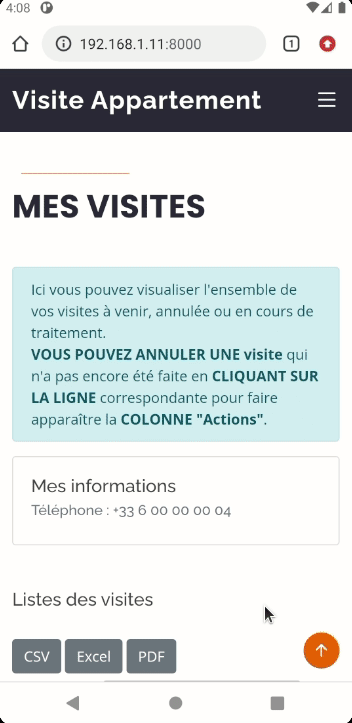 4:08
192.168.1.11:8000
1
Visite Appartement
MES VISITES
Ici vous pouvez visualiser l'ensemble de
vos visites à venir, annulée ou en cours de
traitement.
VOUS POUVEZ ANNULER UNE visite qui
n'a pas encore été faite en CLIQUANT SUR
LA LIGNE correspondante pour faire
apparaître la COLONNE "Actions".
Mes informations
Téléphone : +33 6 00 00 00 04
Listes des visites
CSV Excel PDF